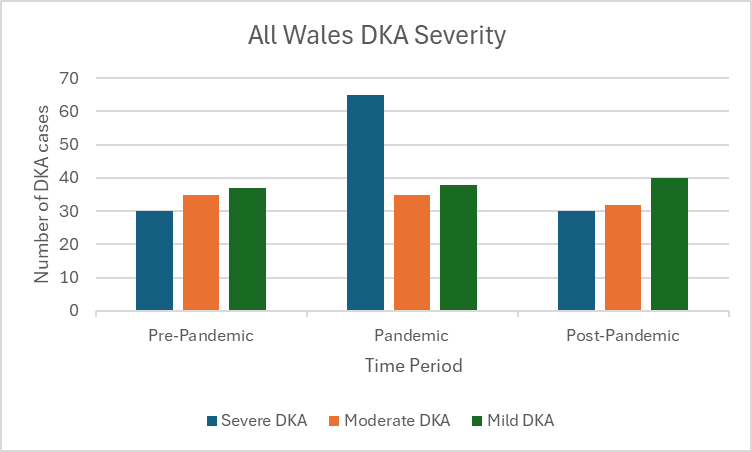 All Wales DKA Severity
Number of DKA cases
70
60
50
40
30
20
10
0
Pre-Pandemic Pandemic Post-Pandemic
Time Period
Severe DKA Moderate DKA Mild DKA